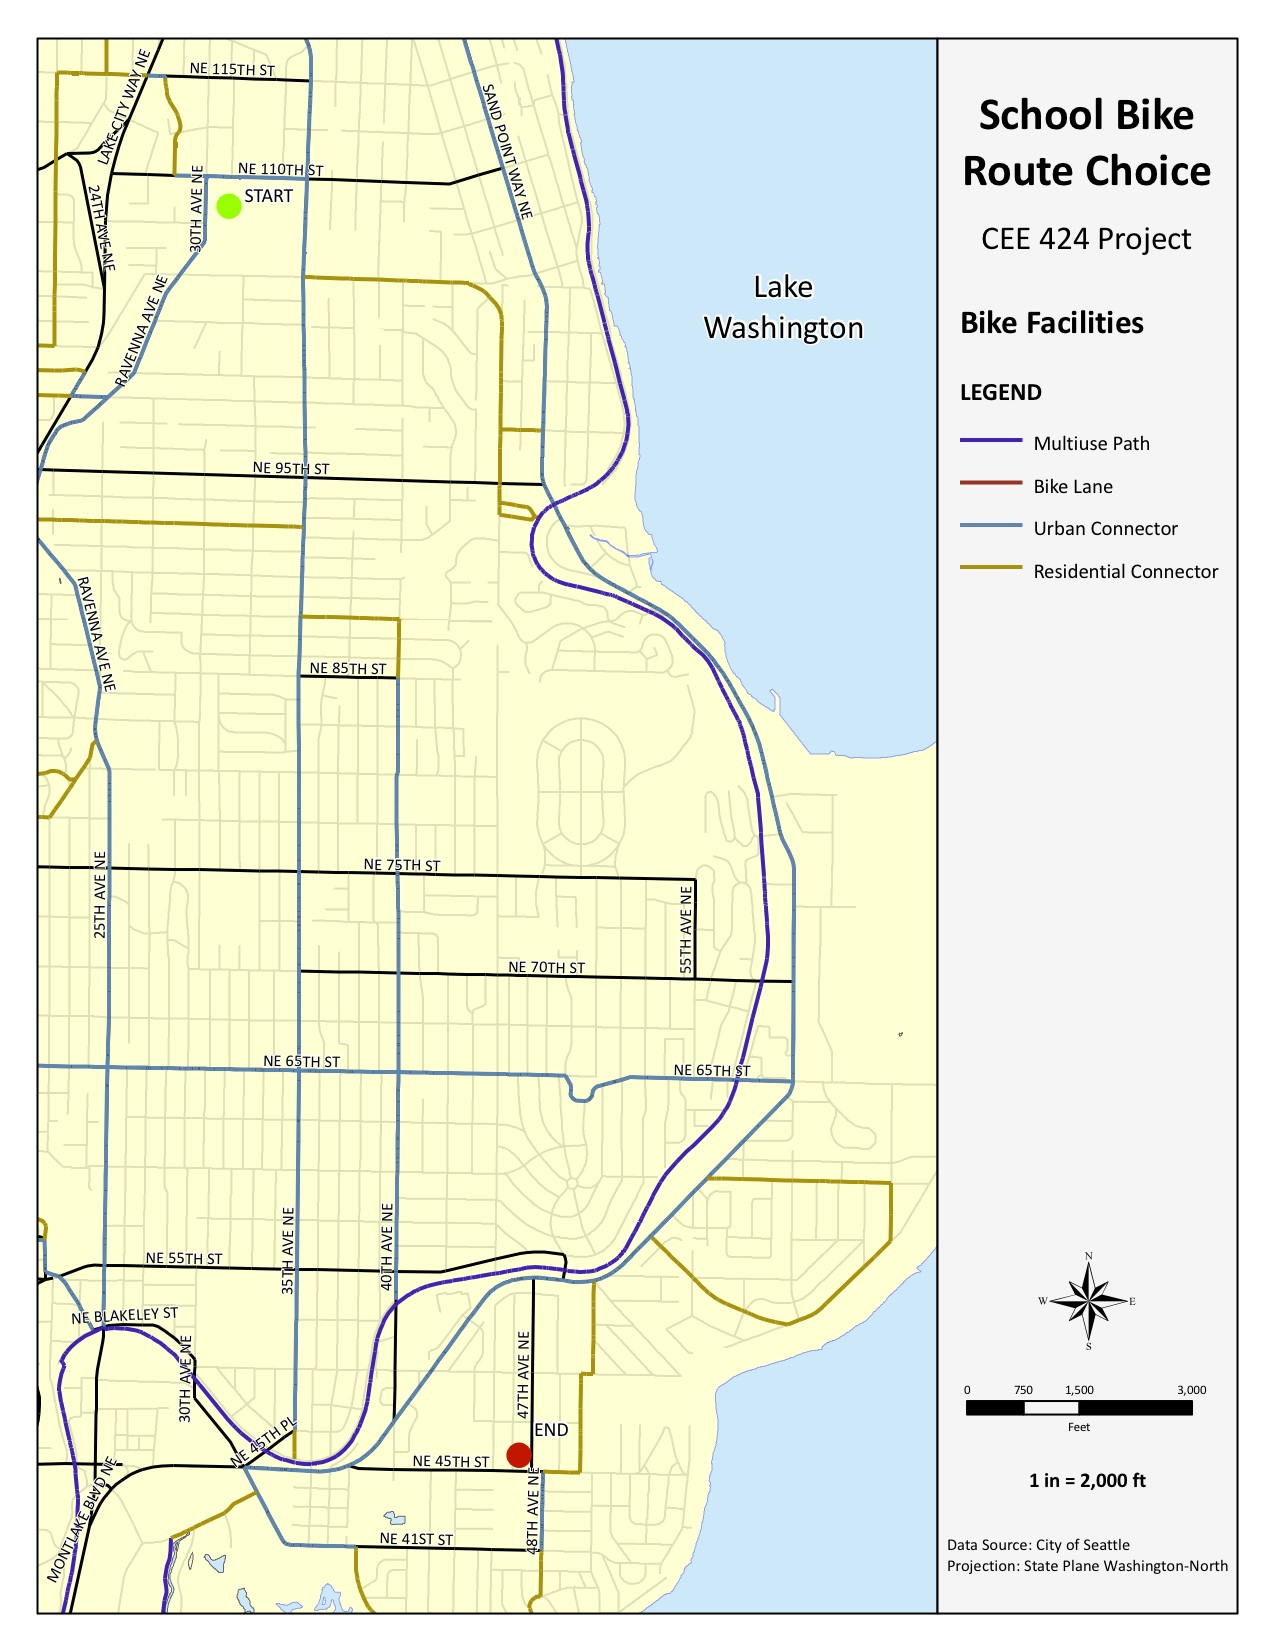 School Bike
Route Choice
CEE 424 Project
Bike Facilities
LEGEND
Multiuse Path
Bike Lane
Urban Connector
Residential Connector
NE 115TH ST
LAKE CITY WAY NE
SAND POINT WAY NE
NE 110TH ST
30TH AVE NE
START
24TH AVE NE
RAVENNA AVE NE
Lake
Washington
NE 95TH ST
RAVENNA AVE NE
NE 85TH ST
NE 75TH ST
25TH AVE NE
55TH AVE NE
NE 70TH ST
NE 65TH ST
NE 65TH ST
35TH AVE NE
40TH AVE NE
NE 55TH ST
NE BLAKELEY ST
30TH AVE NE
47TH AVE NE
NE 45TH PL
END
NE 45TH ST
MONTLAKE BLVD NE
48TH AVE NE
NE 41ST ST
N
W
E
S
0 750 1,500 3,000
Feet
1 in = 2,000 ft
Data Source: City of Seattle
Projection: State Plane Washington-North